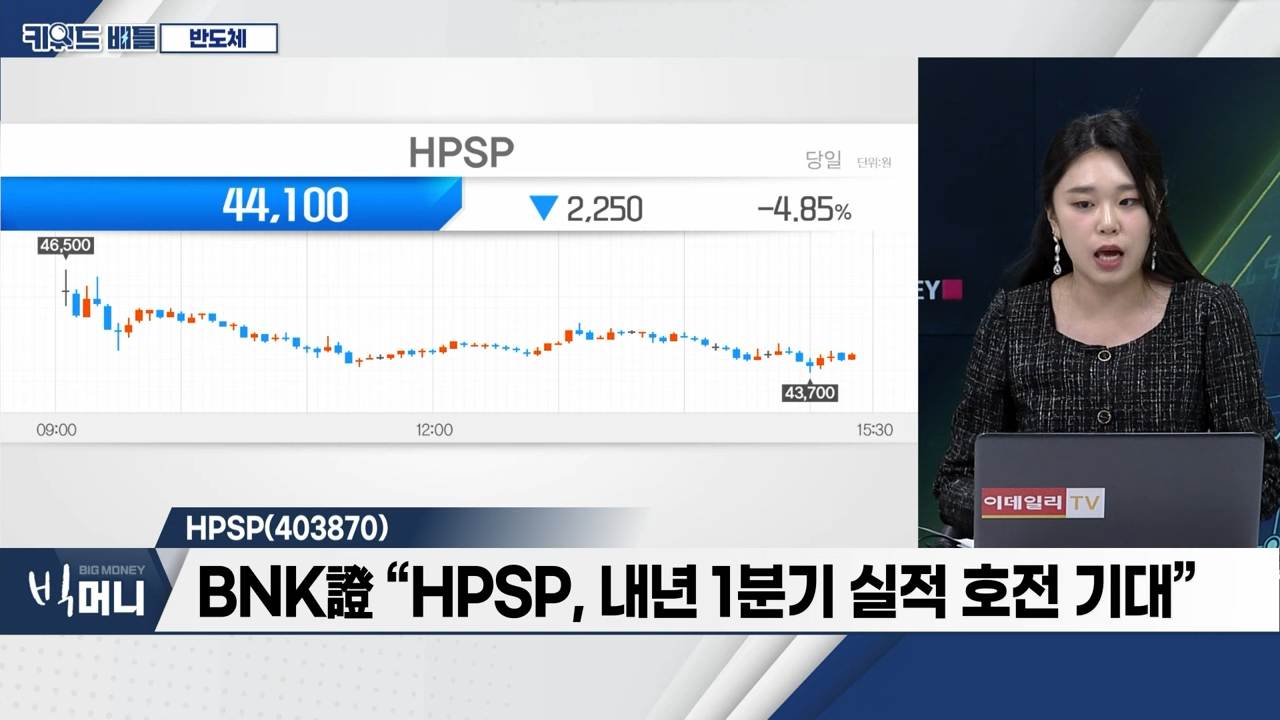 키워드 배틀 반도체
HPSP
당일 단위:원
44,100 ▼ 2,250 -4.85%
46,500
43,700
09:00 12:00 15:30
EY
이데일리 TV
HPSP(403870)
BIG MONEY
빅머니
BNK證 “HPSP, 내년 1분기 실적 호전 기대”